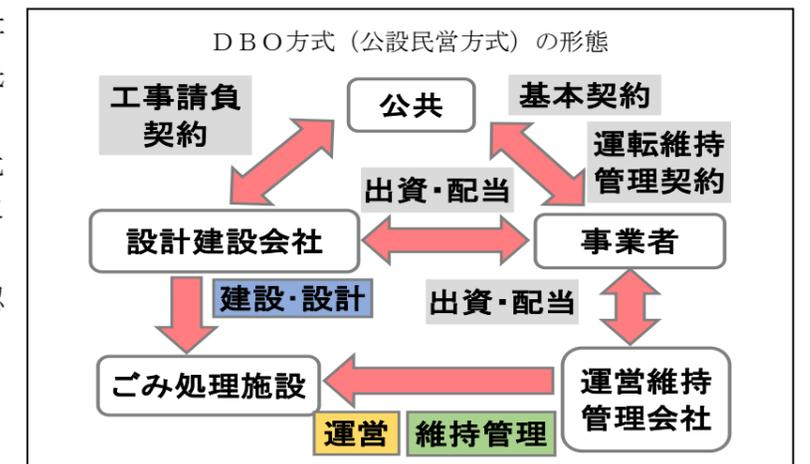 DBO方式(公設民営方式)の形態
工事請負
契約
公共
基本契約
運転維持
管理契約
出資・配当
設計建設会社
事業者
建設・設計
出資・配当
ごみ処理施設
運営維持
管理会社
運営
維持管理